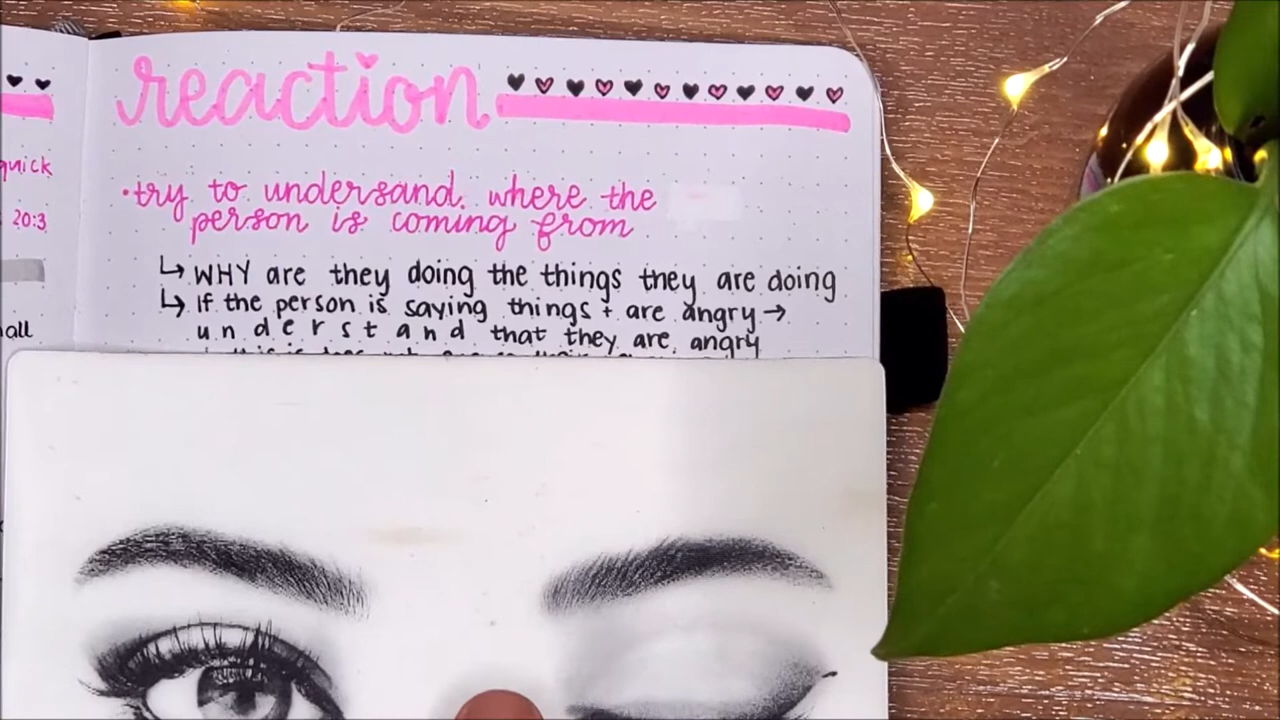 reaction
quick
20:3
all
•try to undersand. where the
person is coming from
↳ WHY are they doing the things they are doing
↳ if the person is saying things + are angry →
understand that they are angry